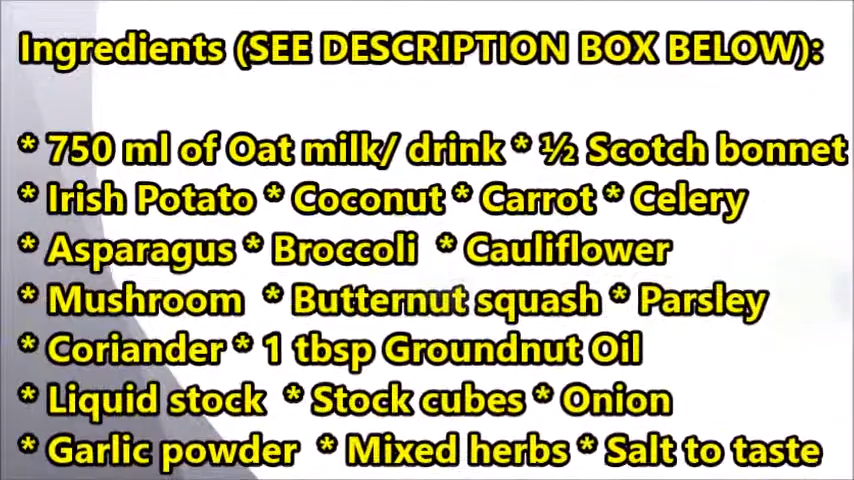 Ingredients (SEE DESCRIPTION BOX BELOW):
* 750 ml of Oat milk/ drink * ½ Scotch bonnet
* Irish Potato * Coconut * Carrot * Celery
* Asparagus * Broccoli * Cauliflower
* Mushroom * Butternut squash * Parsley
* Coriander * 1 tbsp Groundnut Oil
* Liquid stock * Stock cubes * Onion
* Garlic powder * Mixed herbs * Salt to taste